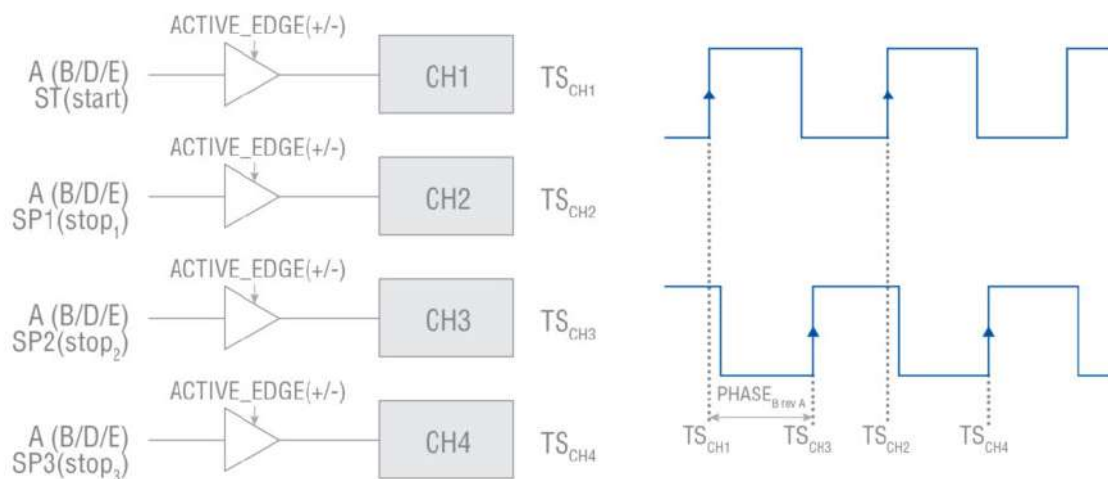 ACTIVE_EDGE(+/-)
A (B/D/E)
ST(start)
CH1
TSCH1
ACTIVE_EDGE(+/-)
A (B/D/E)
SP1(stop1)
CH2
TSCH2
ACTIVE_EDGE(+/-)
A (B/D/E)
SP2(stop2)
CH3
TSCH3
ACTIVE_EDGE(+/-)
A (B/D/E)
SP3(stop3)
CH4
TSCH4
PHASEB rev A
TSCH1 TSCH3 TSCH2 TSCH4